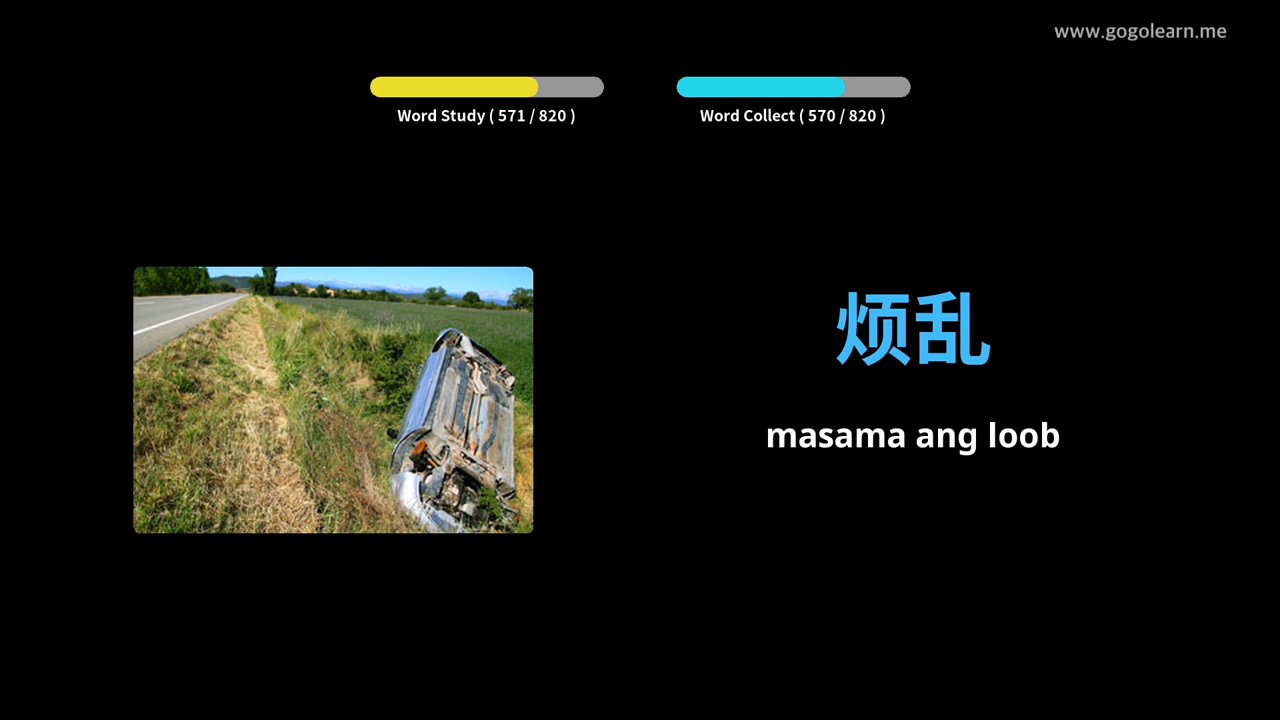 www.gogolearn.me
Word Study ( 571 / 820 )
Word Collect ( 570 / 820 )
烦乱
masama ang loob